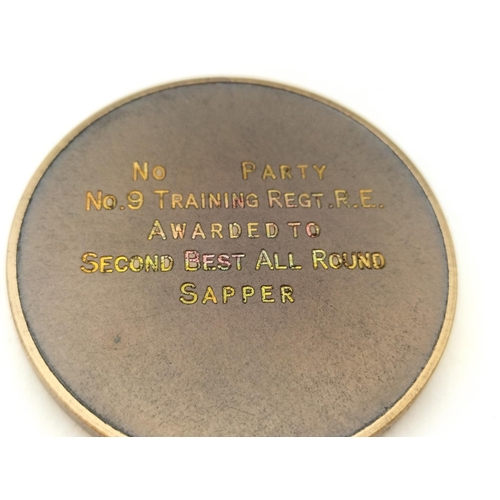 No PARTY
No.9 TRAINING REGT.R.E.
AWARDED TO
SECOND BEST ALL ROUND
SAPPER